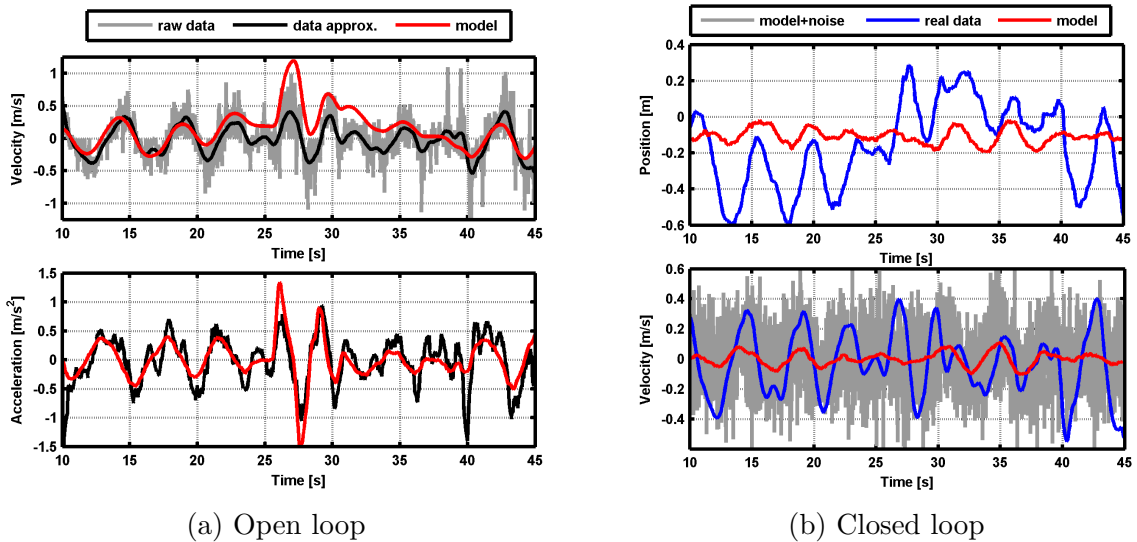 raw data data approx. model
1
0.5
0
-0.5
-1
Velocity [m/s]
10 15 20 25 30 35 40 45
Time [s]
1.5
1
0.5
0
-0.5
-1
-1.5
Acceleration [m/s²]
10 15 20 25 30 35 40 45
Time [s]
(a) Open loop
model+noise real data model
0.4
0.2
0
-0.2
-0.4
-0.6
Position [m]
10 15 20 25 30 35 40 45
Time [s]
0.6
0.4
0.2
0
-0.2
-0.4
Velocity [m/s]
10 15 20 25 30 35 40 45
Time [s]
(b) Closed loop